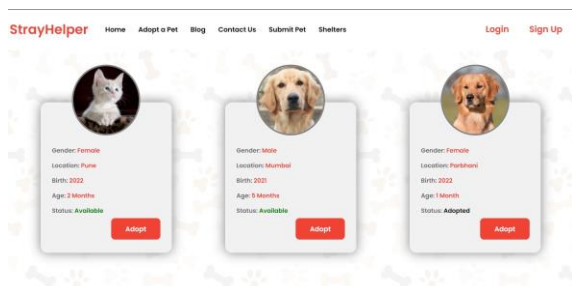 StrayHelper Home Adopt a Pet Blog Contact Us Submit Pet Shelters Login Sign Up
Gender: Female
Location: Pune
Birth: 2022
Age: 2 Months
Status: Available
Adopt
Gender: Male
Location: Mumbai
Birth: 2021
Age: 5 Months
Status: Available
Adopt
Gender: Female
Location: Parbhani
Birth: 2022
Age: 1 Month
Status: Adopted
Adopt